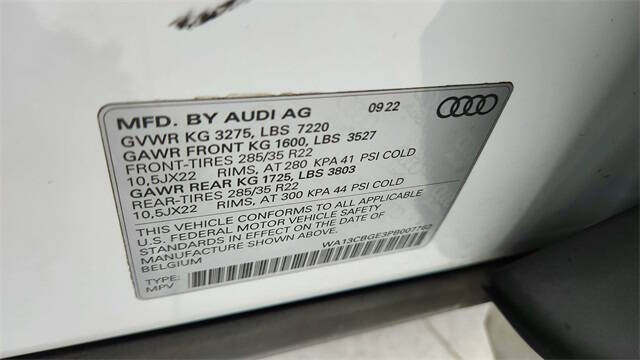 MFD. BY AUDI AG 09 22
GVWR KG 3275, LBS 7220
GAWR FRONT KG 1600, LBS 3527
FRONT-TIRES 285/35 R22
10,5JX22 RIMS, AT 280 KPA 41 PSI COLD
GAWR REAR KG 1725, LBS 3803
REAR-TIRES 285/35 R22
10,5JX22 RIMS, AT 300 KPA 44 PSI COLD
THIS VEHICLE CONFORMS TO ALL APPLICABLE
U.S. FEDERAL MOTOR VEHICLE SAFETY
STANDARDS IN EFFECT ON THE DATE OF
MANUFACTURE SHOWN ABOVE.
BELGIUM
WA13CBGE3PB007762
TYPE:
MPV